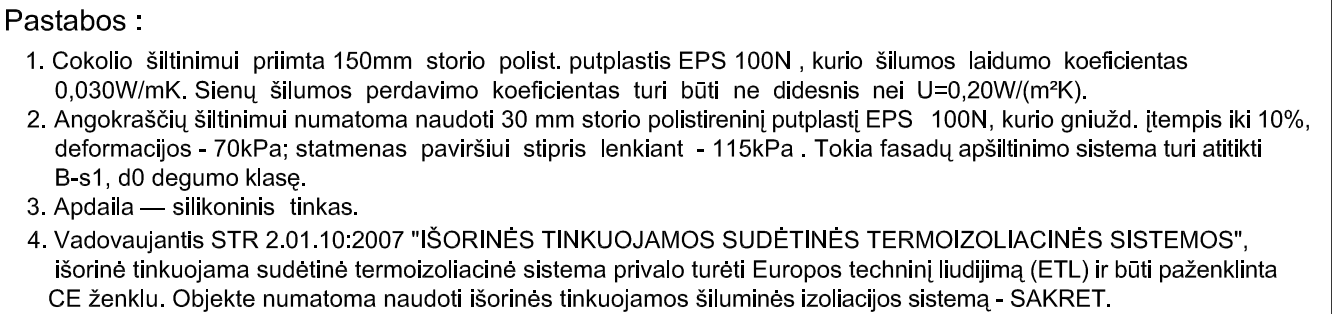 Pastabos :
1. Cokolio šiltinimui priimta 150mm storio polist. putplastis EPS 100N , kurio šilumos laidumo koeficientas
0,030W/mK. Sienų šilumos perdavimo koeficientas turi būti ne didesnis nei U=0,20W/(m²K).
2. Angokraščių šiltinimui numatoma naudoti 30 mm storio polistireninį putplastį EPS 100N, kurio gniužd. įtempis iki 10%,
deformacijos - 70kPa; statmenas paviršiui stipris lenkiant - 115kPa . Tokia fasadų apšiltinimo sistema turi atitikti
B-s1, d0 degumo klasę.
3. Apdaila — silikoninis tinkas.
4. Vadovaujantis STR 2.01.10:2007 "IŠORINĖS TINKUOJAMOS SUDĖTINĖS TERMOIZOLIACINĖS SISTEMOS",
išorinė tinkuojama sudėtinė termoizoliacinė sistema privalo turėti Europos techninį liudijimą (ETL) ir būti paženklinta
CE ženklu. Objekte numatoma naudoti išorinės tinkuojamos šiluminės izoliacijos sistemą - SAKRET.